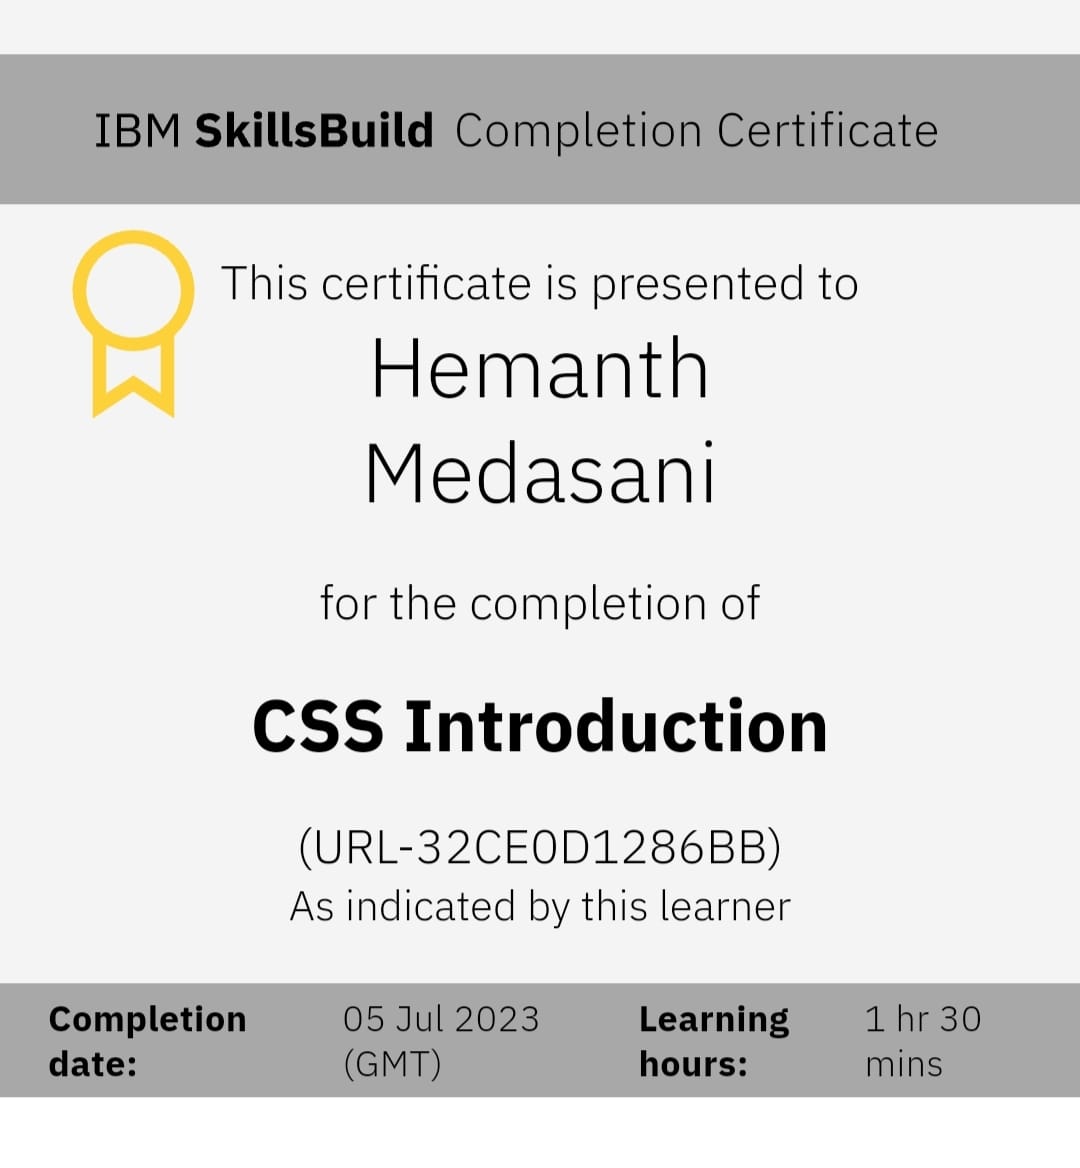 IBM SkillsBuild Completion Certificate
This certificate is presented to
Hemanth
Medasani
for the completion of
CSS Introduction
(URL-32CE0D1286BB)
As indicated by this learner
Completion date:
05 Jul 2023 (GMT)
Learning hours:
1 hr 30 mins